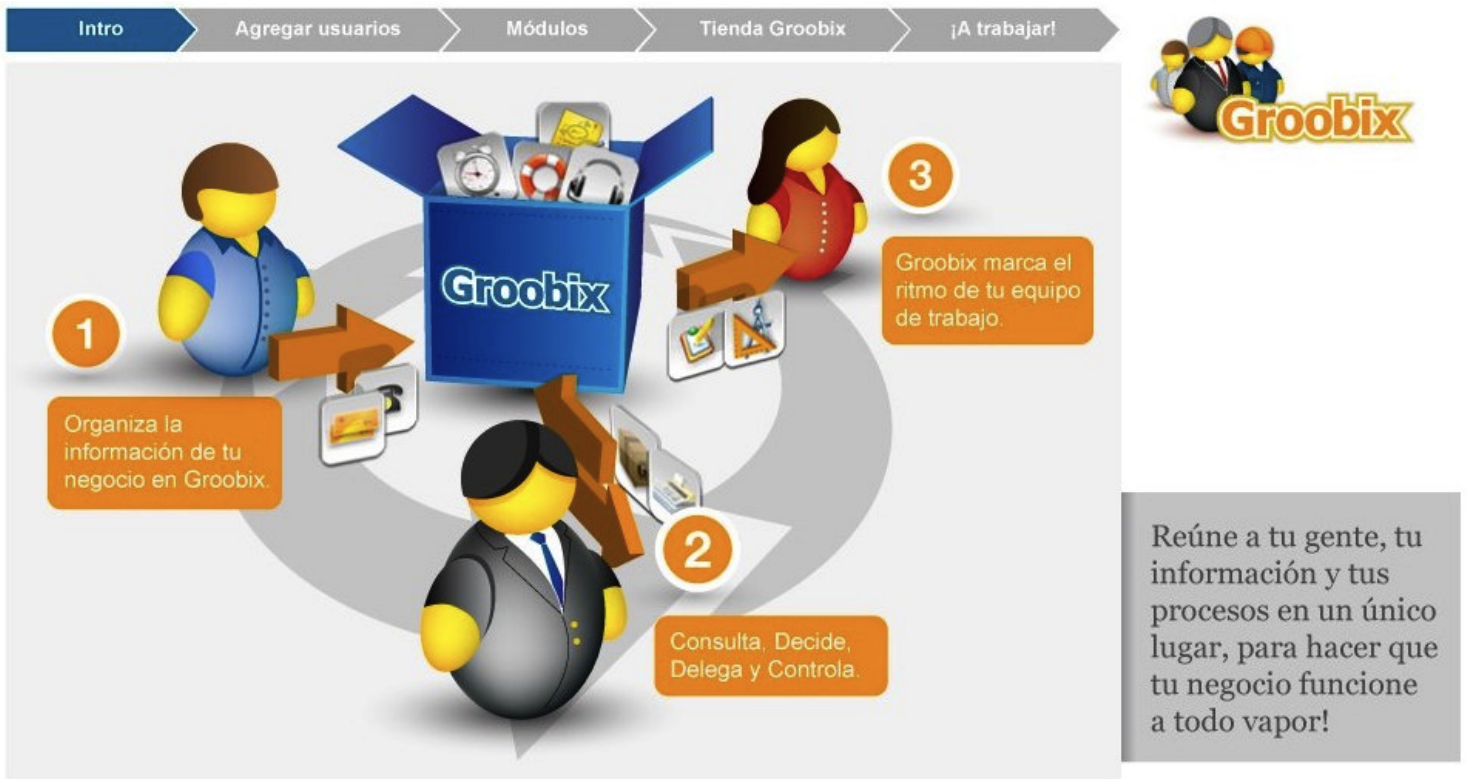 Intro
Agregar usuarios
Módulos
Tienda Groobix
¡A trabajar!
Groobix
Groobix
1
Organiza la
información de tu
negocio en Groobix.
2
Consulta, Decide,
Delega y Controla.
3
Groobix marca el
ritmo de tu equipo
de trabajo.
Reúne a tu gente, tu
información y tus
procesos en un único
lugar, para hacer que
tu negocio funcione
a todo vapor!